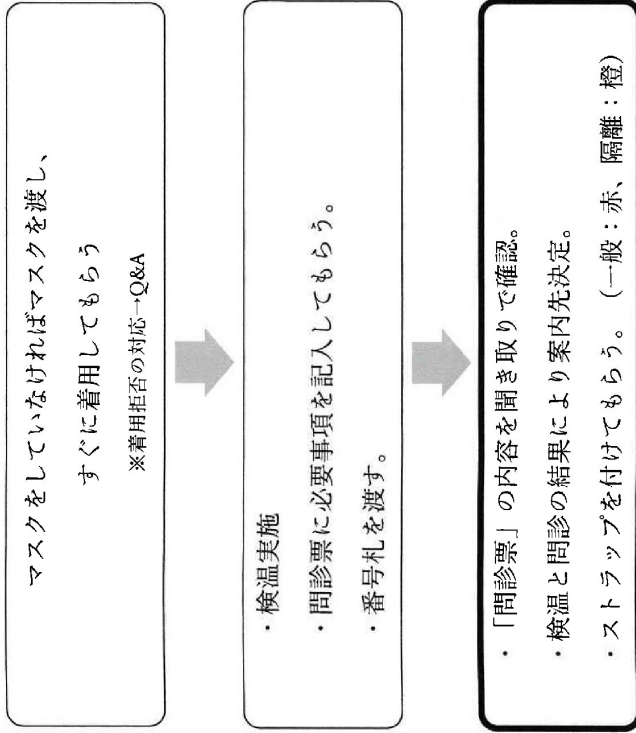 マスクをしていなければマスクを渡し、
すぐに着用してもらう
※着用拒否の対応→Q&A
・検温実施
・問診票に必要事項を記入してもらう。
・番号札を渡す。
・「問診票」の内容を聞き取りで確認。
・検温と問診の結果により案内先決定。
・ストラップを付けてもらう。（一般：赤、隔離：橙）